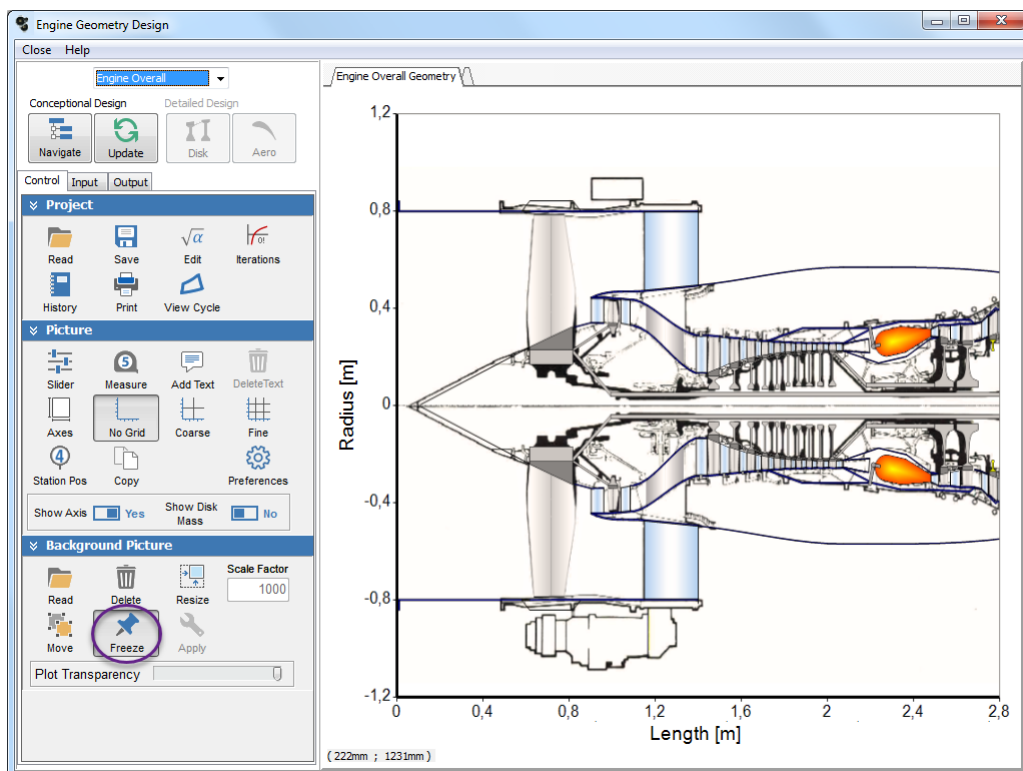 Engine Geometry Design
Close Help
Engine Overall
Conceptional Design Detailed Design
Navigate Update Disk Aero
Control Input Output
Project
Read Save √α Edit 0! Iterations
History Print View Cycle
Picture
Slider 5 Measure Add Text DeleteText
Axes No Grid Coarse Fine
4 Station Pos Copy Preferences
Show Axis Yes Show Disk Mass No
Background Picture
Read Delete Resize Scale Factor
1000
Move Freeze Apply
Plot Transparency
Engine Overall Geometry
1,2
0,8
0,4
0
-0,4
-0,8
-1,2
Radius [m]
0 0,4 0,8 1,2 1,6 2 2,4 2,8
Length [m]
(222mm ; 1231mm)